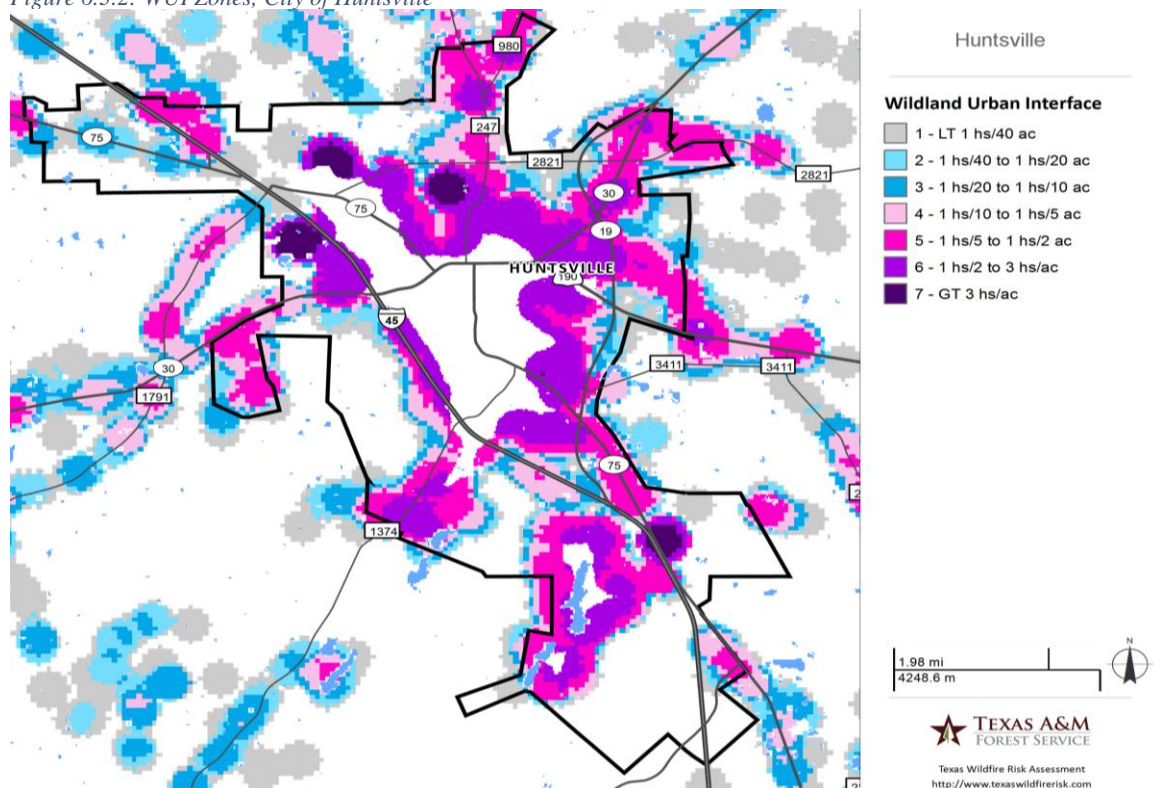 Figure 6.5.2: WUI Zones, City of Huntsville
980
247
75
2821
2821
30
75
19
HUNTSVILLE
190
45
3411
3411
30
1791
75
2
1374
2
Huntsville
Wildland Urban Interface
1 - LT 1 hs/40 ac
2 - 1 hs/40 to 1 hs/20 ac
3 - 1 hs/20 to 1 hs/10 ac
4 - 1 hs/10 to 1 hs/5 ac
5 - 1 hs/5 to 1 hs/2 ac
6 - 1 hs/2 to 3 hs/ac
7 - GT 3 hs/ac
N
1.98 mi
4248.6 m
TEXAS A&M
FOREST SERVICE
Texas Wildfire Risk Assessment
http://www.texaswildfirerisk.com